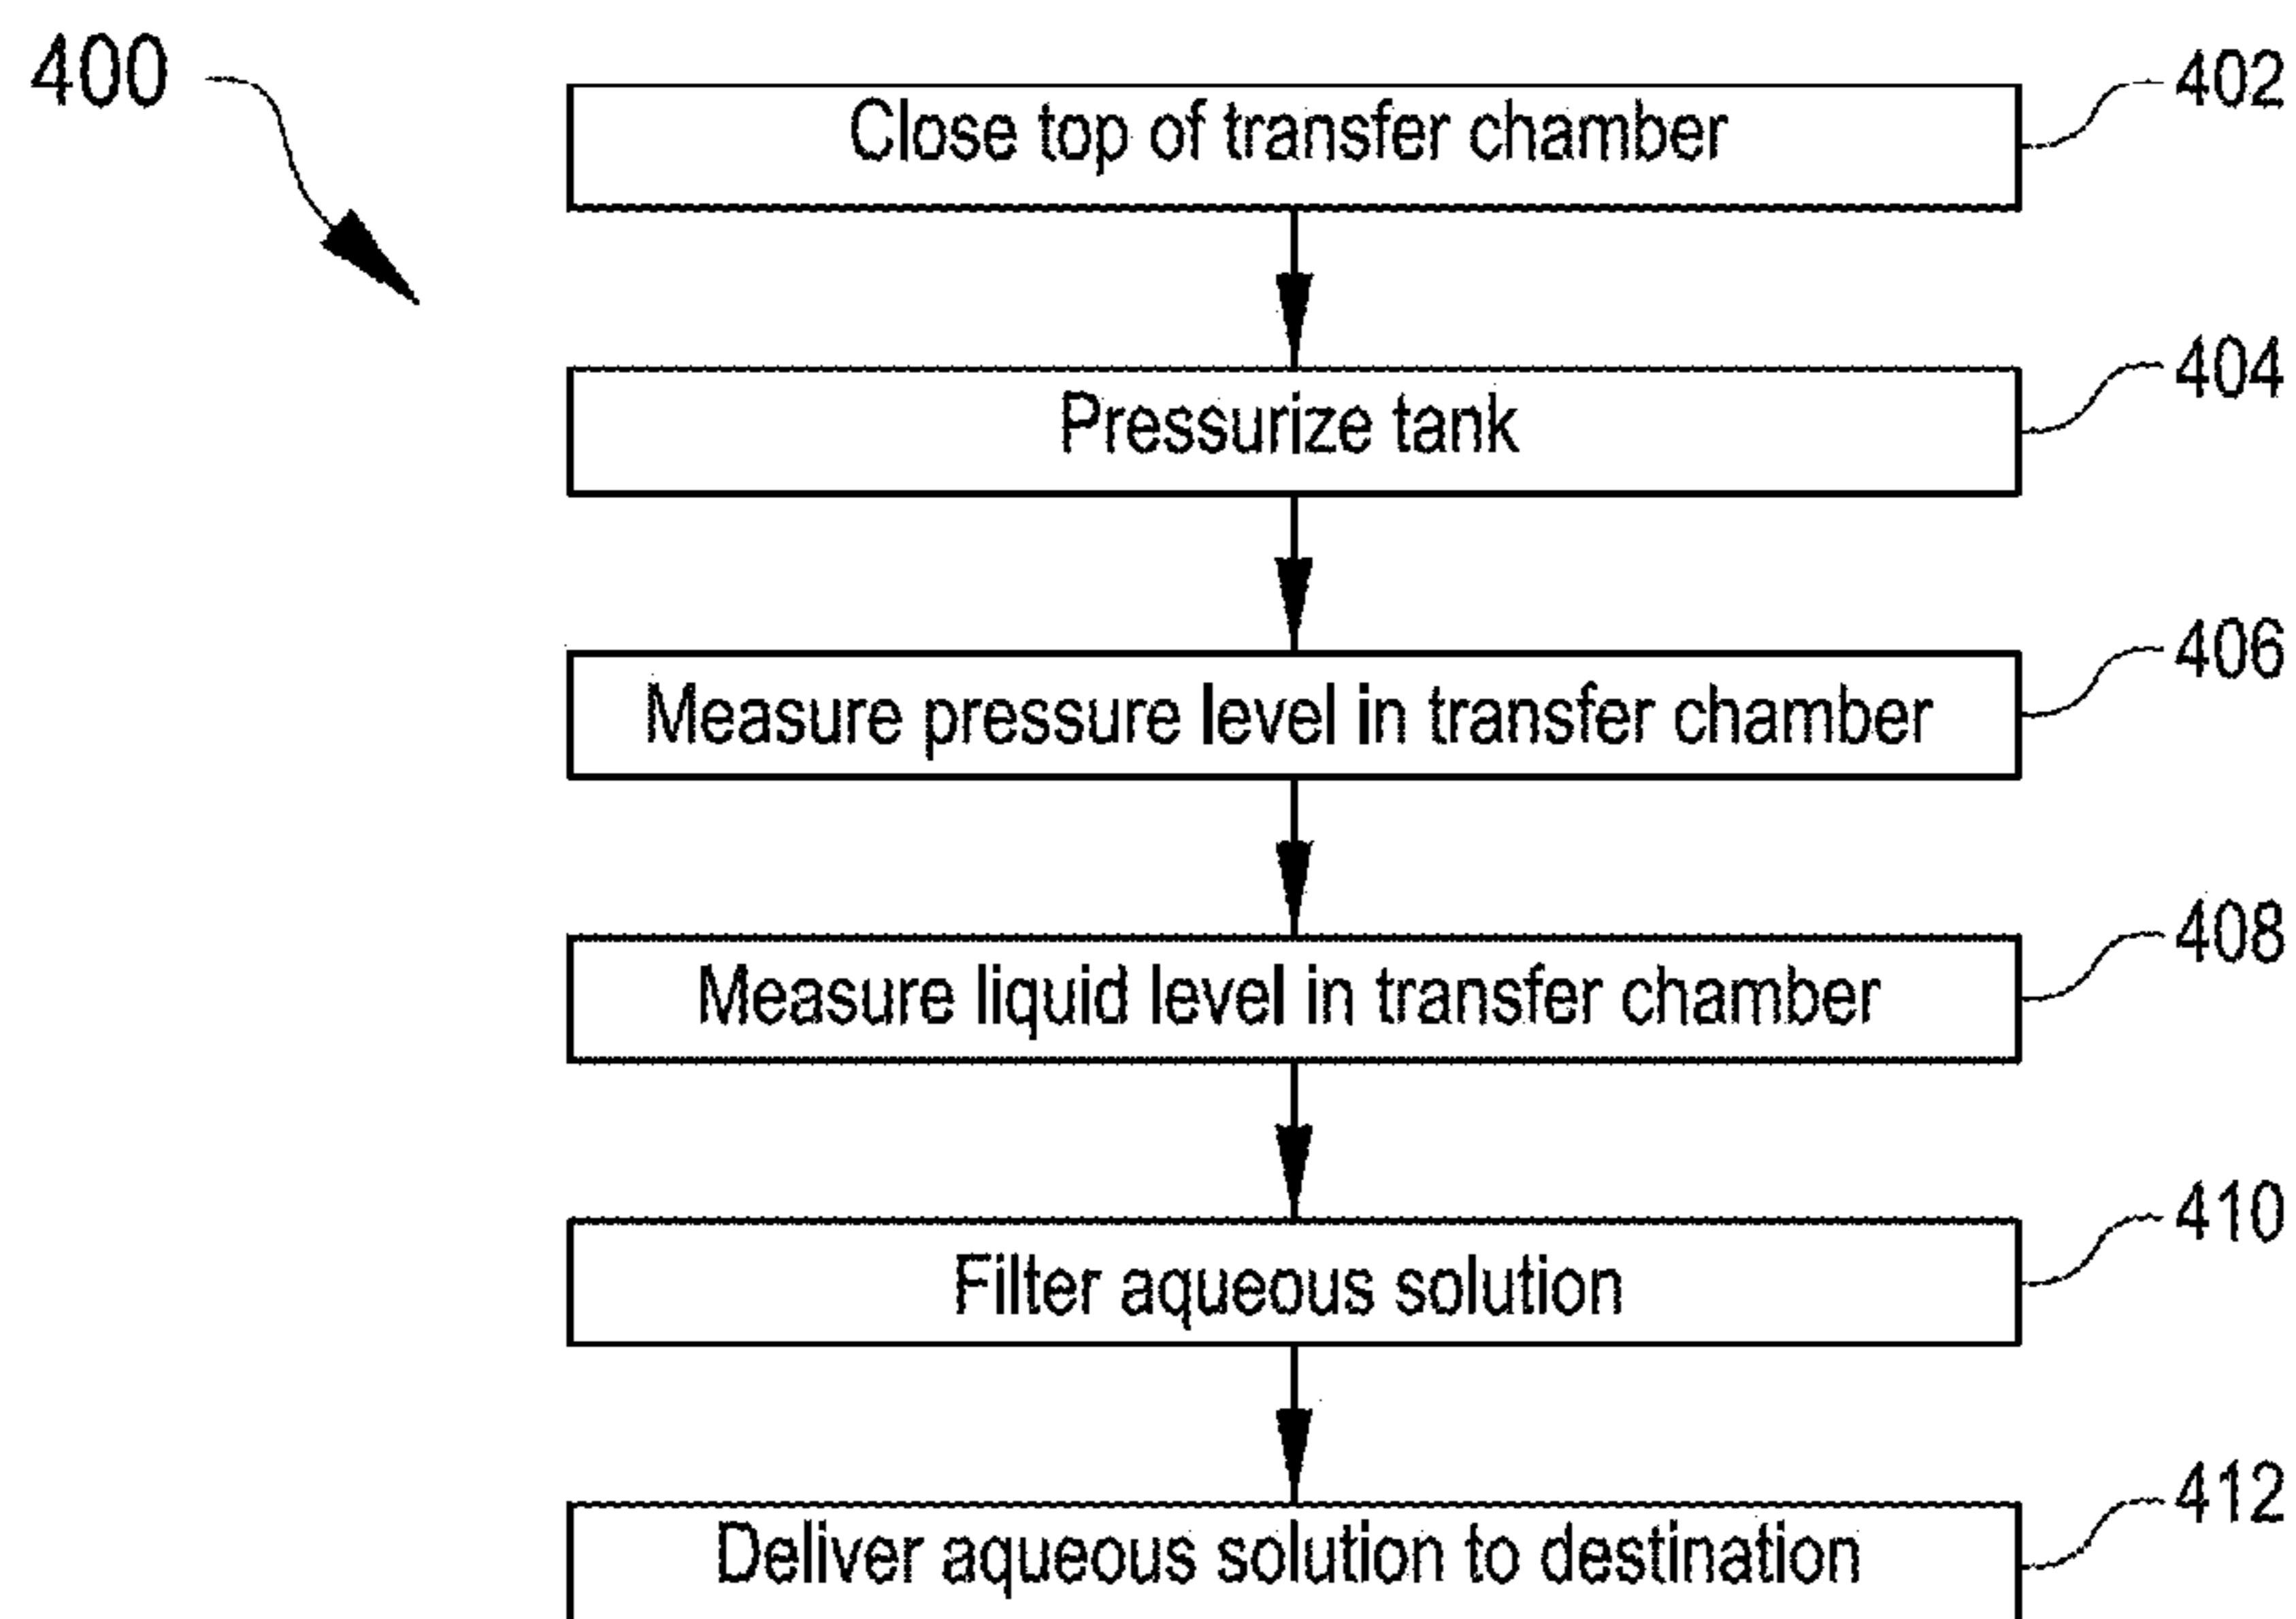 400
Close top of transfer chamber
402
Pressurize tank
404
Measure pressure level in transfer chamber
406
Measure liquid level in transfer chamber
408
Filter aqueous solution
410
Deliver aqueous solution to destination
412